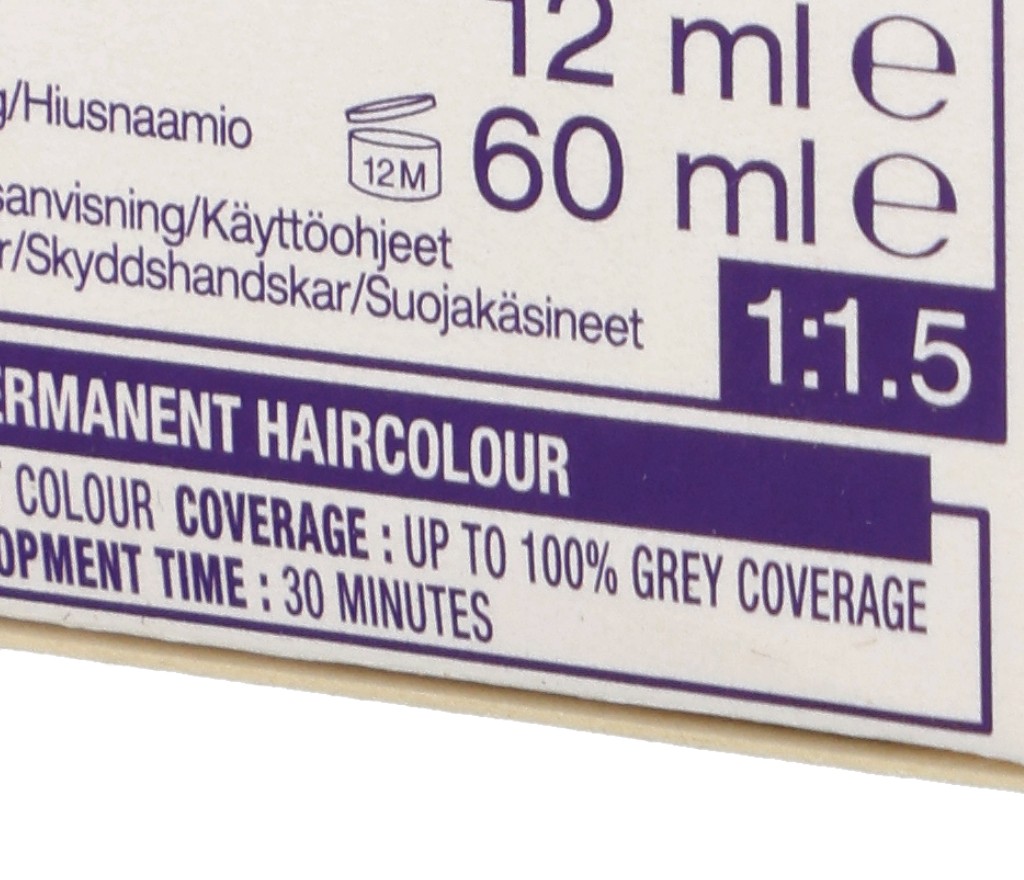 12 ml e
g/Hiusnaamio
12M
60 ml e
sanvisning/Käyttöohjeet
r/Skyddshandskar/Suojakäsineet
1:1.5
ERMANENT HAIRCOLOUR
COLOUR COVERAGE : UP TO 100% GREY COVERAGE
OPMENT TIME : 30 MINUTES